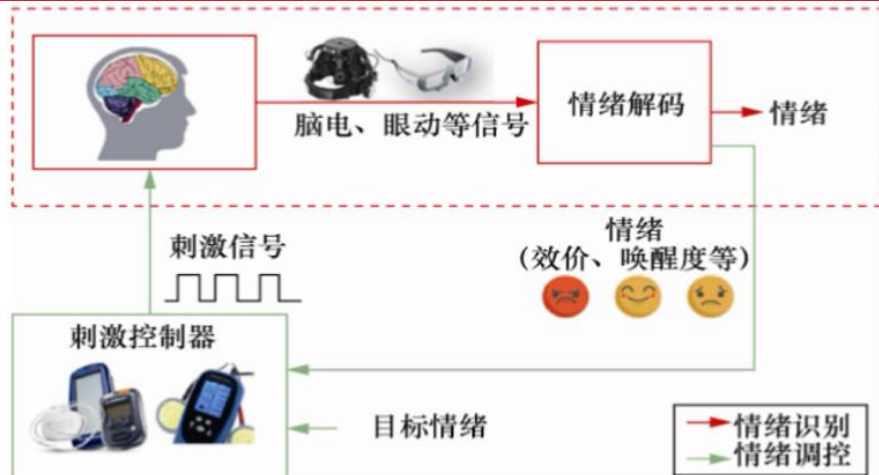 脑电、眼动等信号
情绪解码
情绪
刺激信号
情绪
（效价、唤醒度等）
刺激控制器
目标情绪
情绪识别
情绪调控